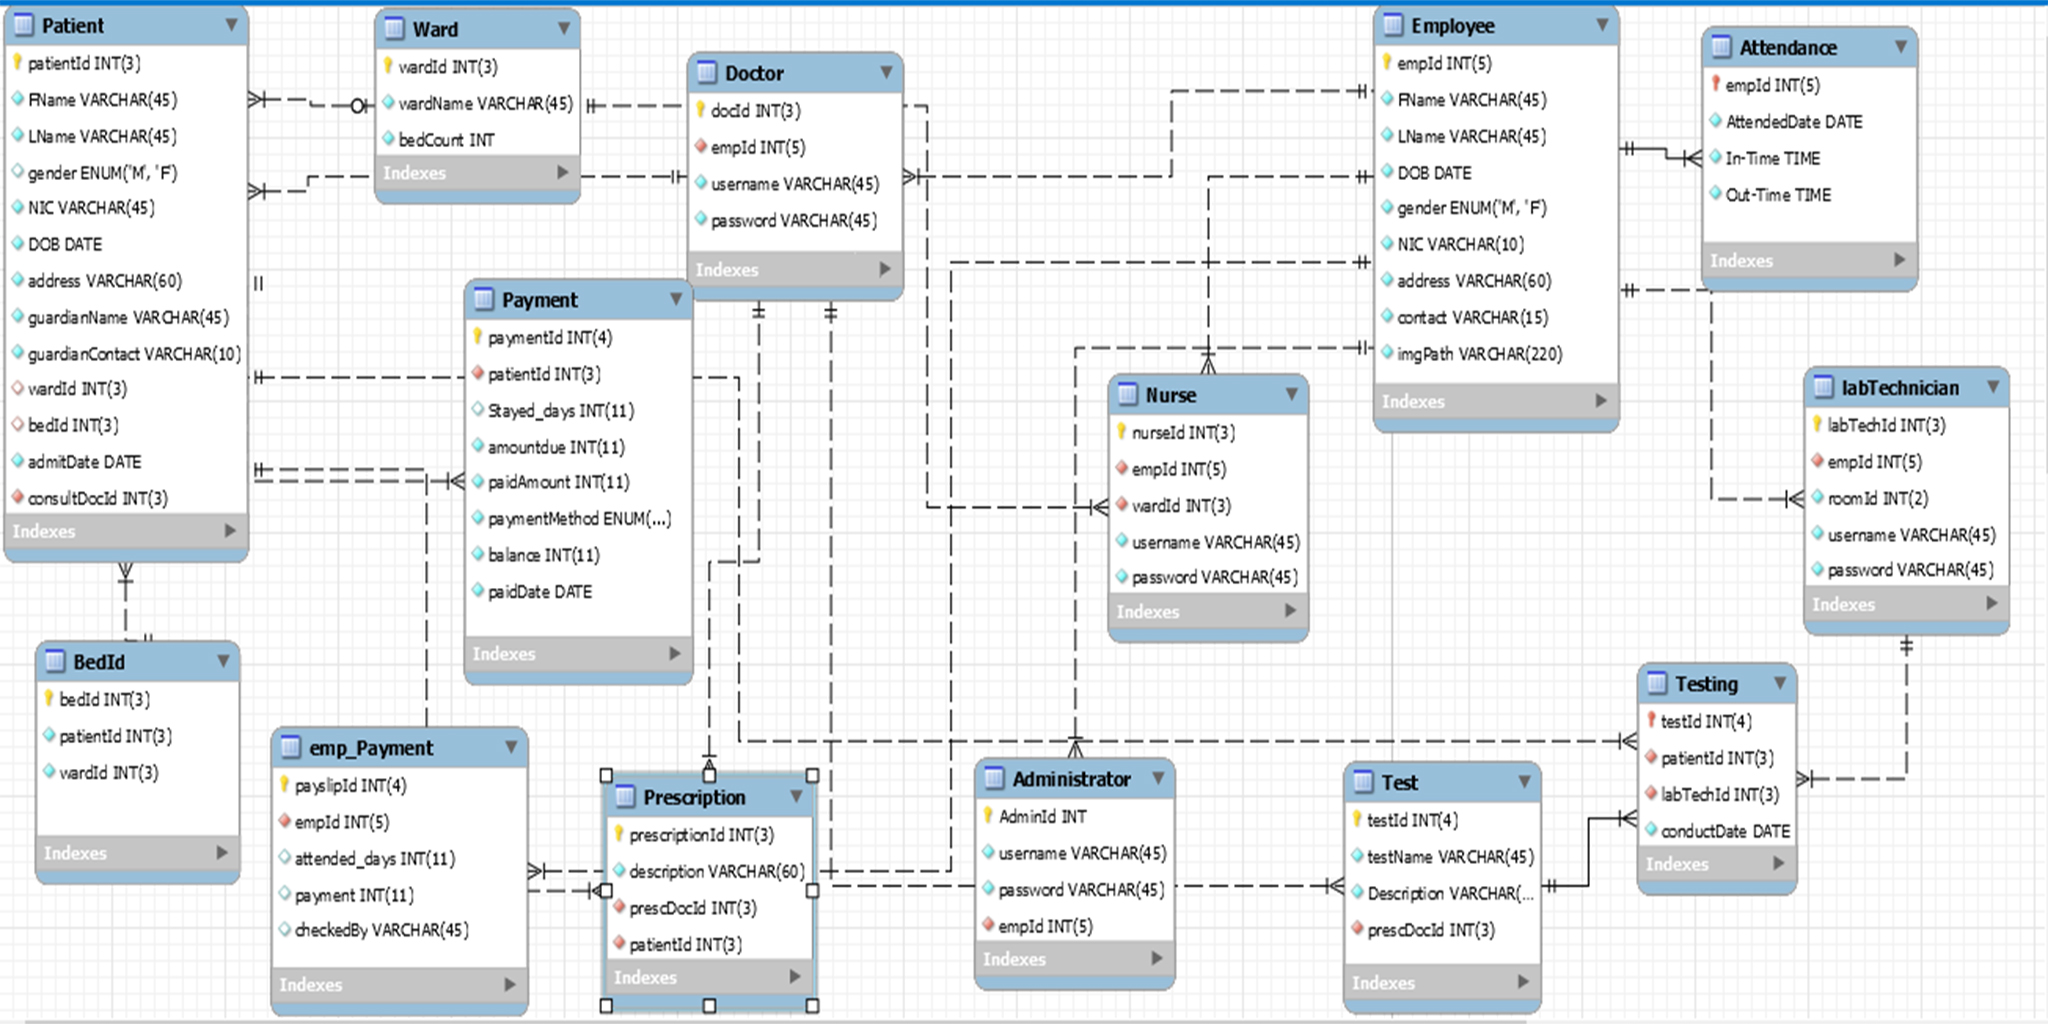 Patient
patientId INT(3)
FName VARCHAR(45)
LName VARCHAR(45)
gender ENUM('M', 'F')
NIC VARCHAR(45)
DOB DATE
address VARCHAR(60)
guardianName VARCHAR(45)
guardianContact VARCHAR(10)
wardId INT(3)
bedId INT(3)
admitDate DATE
consultDocId INT(3)
Indexes
Ward
wardId INT(3)
wardName VARCHAR(45)
bedCount INT
Indexes
Doctor
docId INT(3)
empId INT(5)
username VARCHAR(45)
password VARCHAR(45)
Indexes
Employee
empId INT(5)
FName VARCHAR(45)
LName VARCHAR(45)
DOB DATE
gender ENUM('M', 'F')
NIC VARCHAR(10)
address VARCHAR(60)
contact VARCHAR(15)
imgPath VARCHAR(220)
Indexes
Attendance
empId INT(5)
AttendedDate DATE
In-Time TIME
Out-Time TIME
Indexes
Payment
paymentId INT(4)
patientId INT(3)
Stayed_days INT(11)
amountdue INT(11)
paidAmount INT(11)
paymentMethod ENUM(...)
balance INT(11)
paidDate DATE
Indexes
Nurse
nurseId INT(3)
empId INT(5)
wardId INT(3)
username VARCHAR(45)
password VARCHAR(45)
Indexes
labTechnician
labTechId INT(3)
empId INT(5)
roomId INT(2)
username VARCHAR(45)
password VARCHAR(45)
Indexes
BedId
bedId INT(3)
patientId INT(3)
wardId INT(3)
Indexes
emp_Payment
payslipId INT(4)
empId INT(5)
attended_days INT(11)
payment INT(11)
checkedBy VARCHAR(45)
Indexes
Prescription
prescriptionId INT(3)
description VARCHAR(60)
prescDocId INT(3)
patientId INT(3)
Indexes
Administrator
AdminId INT
username VARCHAR(45)
password VARCHAR(45)
empId INT(5)
Indexes
Test
testId INT(4)
testName VARCHAR(45)
Description VARCHAR(...
prescDocId INT(3)
Indexes
Testing
testId INT(4)
patientId INT(3)
labTechId INT(3)
conductDate DATE
Indexes